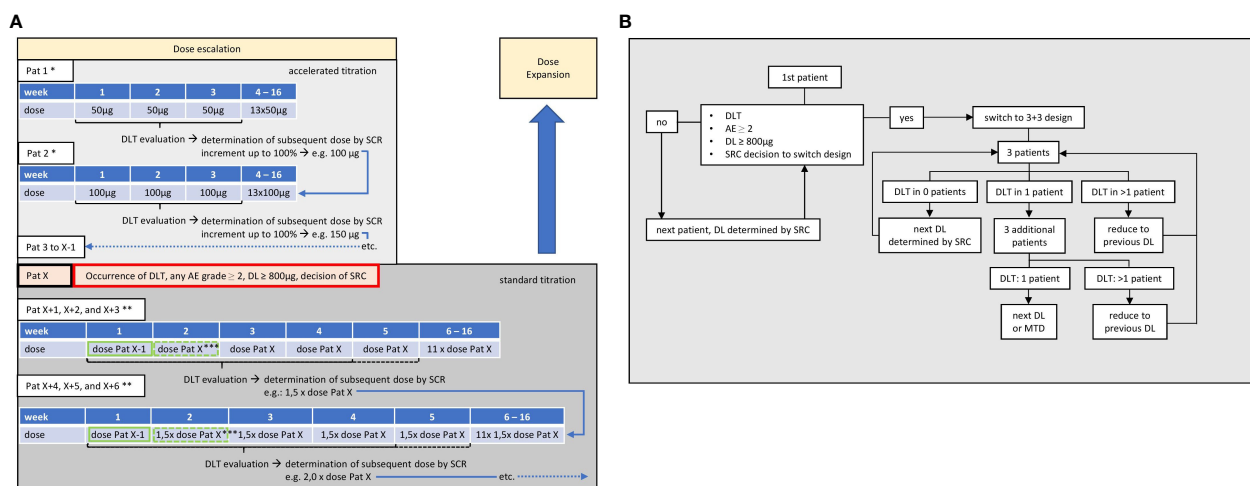 A
Dose escalation
Pat 1 *
accelerated titration
week 1 2 3 4 – 16
dose 50µg 50µg 50µg 13x50µg
DLT evaluation → determination of subsequent dose by SCR
increment up to 100% → e.g. 100 µg
Pat 2 *
week 1 2 3 4 – 16
dose 100µg 100µg 100µg 13x100µg
DLT evaluation → determination of subsequent dose by SCR
increment up to 100% → e.g. 150 µg
Pat 3 to X-1
etc.
Dose
Expansion
Pat X
Occurrence of DLT, any AE grade ≥ 2, DL ≥ 800µg, decision of SRC
standard titration
Pat X+1, X+2, and X+3 **
week 1 2 3 4 5 6 – 16
dose dose Pat X-1 dose Pat X*** dose Pat X dose Pat X dose Pat X 11 x dose Pat X
DLT evaluation → determination of subsequent dose by SCR
e.g.: 1,5 x dose Pat X
Pat X+4, X+5, and X+6 **
week 1 2 3 4 5 6 – 16
dose dose Pat X-1 1,5x dose Pat X*** 1,5x dose Pat X 1,5x dose Pat X 1,5x dose Pat X 11x 1,5x dose Pat X
DLT evaluation → determination of subsequent dose by SCR
e.g. 2,0 x dose Pat X
etc.
B
1st patient
no
• DLT
• AE ≥ 2
• DL ≥ 800µg
• SRC decision to switch design
yes
switch to 3+3 design
3 patients
DLT in 0 patients
DLT in 1 patient
DLT in >1 patient
next patient, DL determined by SRC
next DL
determined by SRC
3 additional
patients
reduce to
previous DL
DLT: 1 patient
DLT: >1 patient
next DL
or MTD
reduce to
previous DL